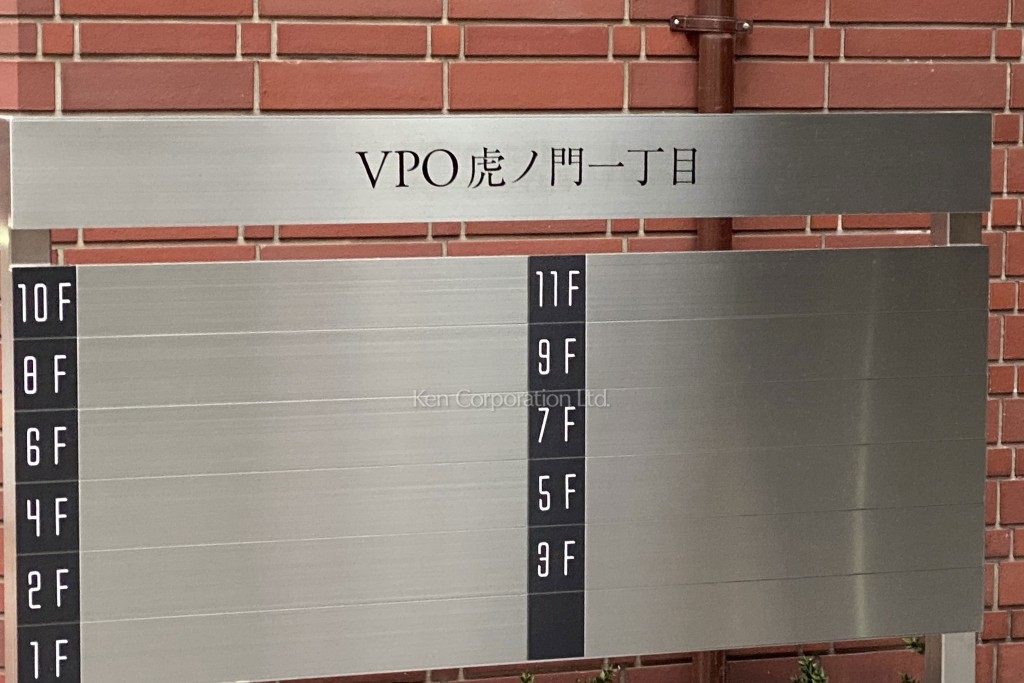 VPO虎ノ門一丁目
10F 11F
8F 9F
Ken Corporation Ltd.
6F 7F
4F 5F
2F 3F
1F